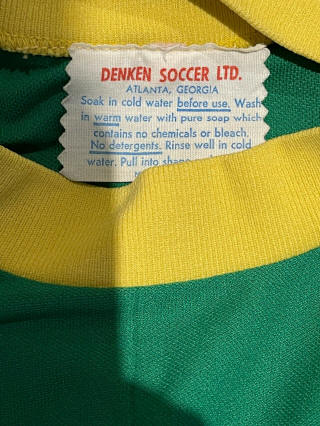 DENKEN SOCCER LTD.
ATLANTA, GEORGIA
Soak in cold water before use. Wash
in warm water with pure soap which
contains no chemicals or bleach.
No detergents. Rinse well in cold
water. Pull into shape